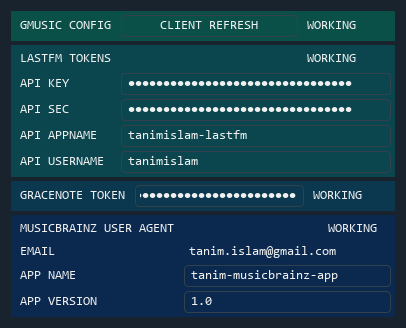 GMUSIC CONFIG CLIENT REFRESH WORKING
LASTFM TOKENS WORKING
API KEY ●●●●●●●●●●●●●●●●●●●●●●●●●●●●●●●●
API SEC ●●●●●●●●●●●●●●●●●●●●●●●●●●●●●●●●
API APPNAME tanimislam-lastfm
API USERNAME tanimislam
GRACENOTE TOKEN ●●●●●●●●●●●●●●●●●●●●●●
MUSICBRAINZ USER AGENT WORKING
EMAIL tanim.islam@gmail.com
APP NAME tanim-musicbrainz-app
APP VERSION 1.0